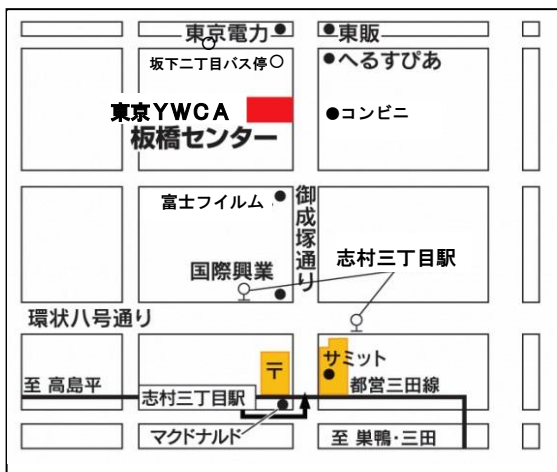 東京電力
東販
坂下二丁目バス停
へるすぴあ
東京YWCA
板橋センター
コンビニ
富士フイルム
御成塚通り
志村三丁目駅
国際興業
環状八号通り
サミット
〒
至 高島平
志村三丁目駅
都営三田線
マクドナルド
至 巣鴨・三田